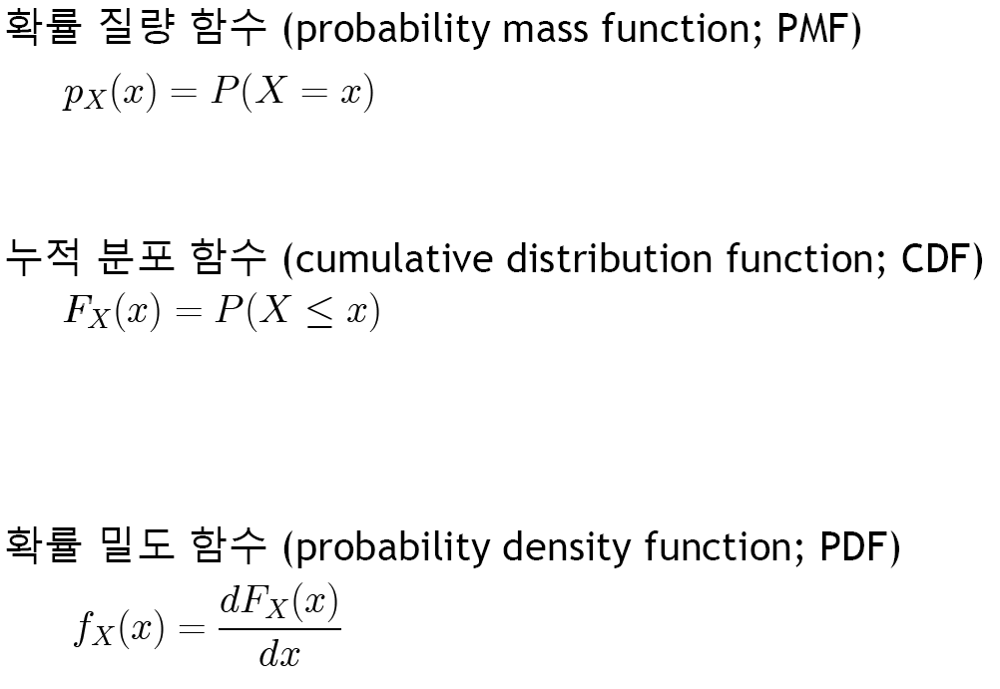 확률 질량 함수 (probability mass function; PMF)
p_X(x) = P(X = x)
누적 분포 함수 (cumulative distribution function; CDF)
F_X(x) = P(X ≤ x)
확률 밀도 함수 (probability density function; PDF)
f_X(x) = \frac{dF_X(x)}{dx}